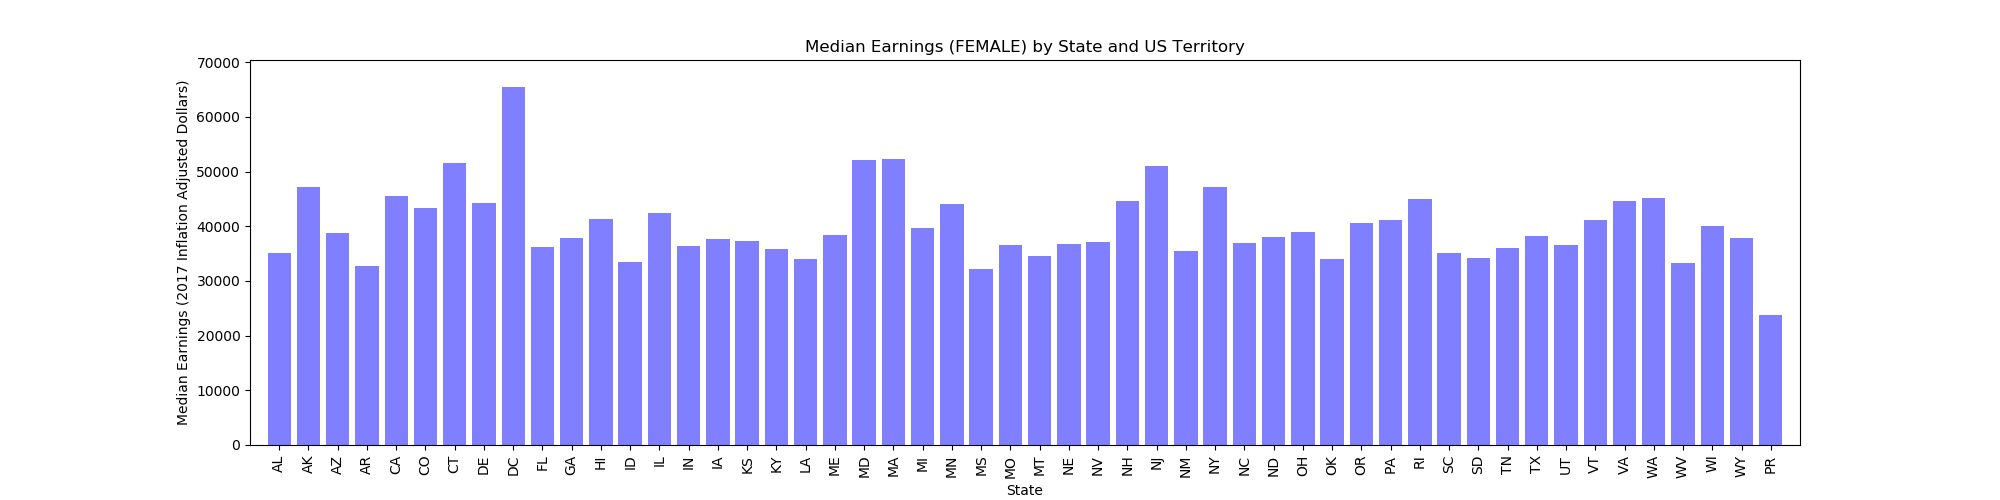 Median Earnings (FEMALE) by State and US Territory
Median Earnings (2017 Inflation Adjusted Dollars)
70000
60000
50000
40000
30000
20000
10000
0
AL AK AZ AR CA CO CT DE DC FL GA HI ID IL IN IA KS KY LA ME MD MA MI MN MS MO MT NE NV NH NJ NM NY NC ND OH OK OR PA RI SC SD TN TX UT VT VA WA WV WI WY PR
State